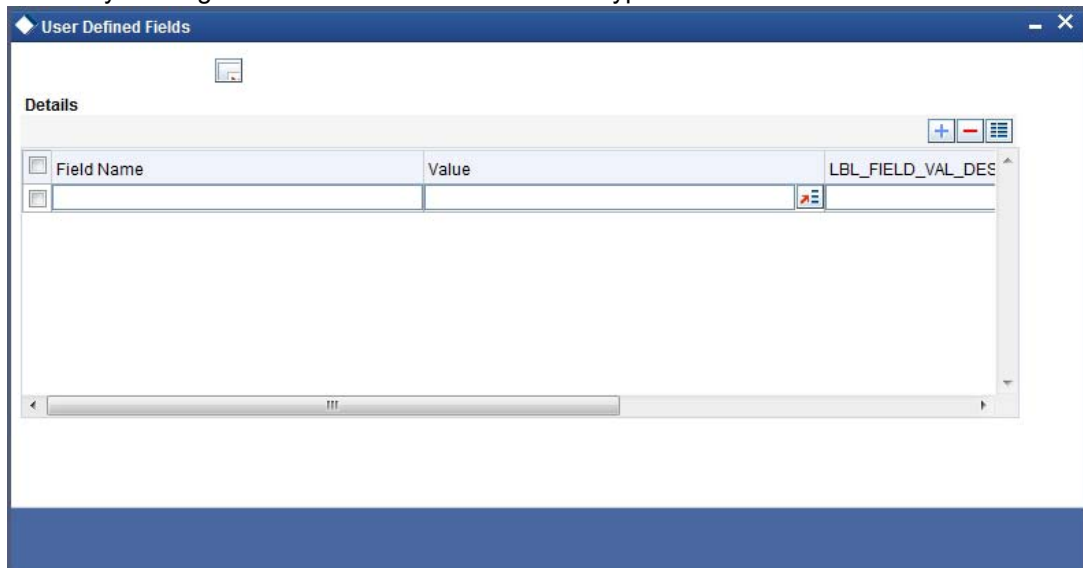 User Defined Fields
Details
Field Name Value LBL_FIELD_VAL_DES